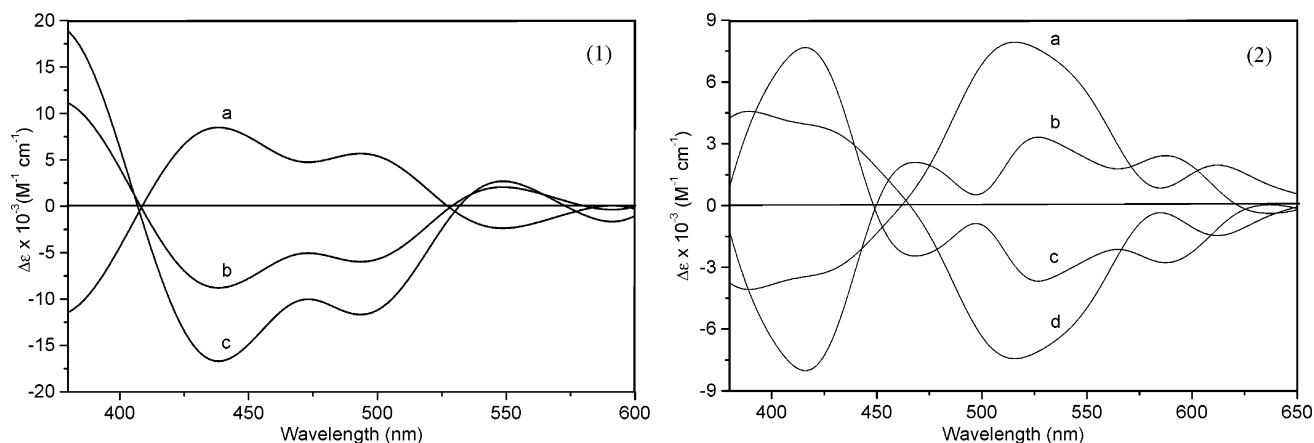 (1)
20
15
10
5
0
-5
-10
-15
-20
Δε x 10⁻³ (M⁻¹ cm⁻¹)
a
b
c
400
450
500
550
600
Wavelength (nm)
(2)
9
6
3
0
-3
-6
-9
Δε x 10⁻³ (M⁻¹ cm⁻¹)
a
b
c
d
400
450
500
550
600
650
Wavelength (nm)